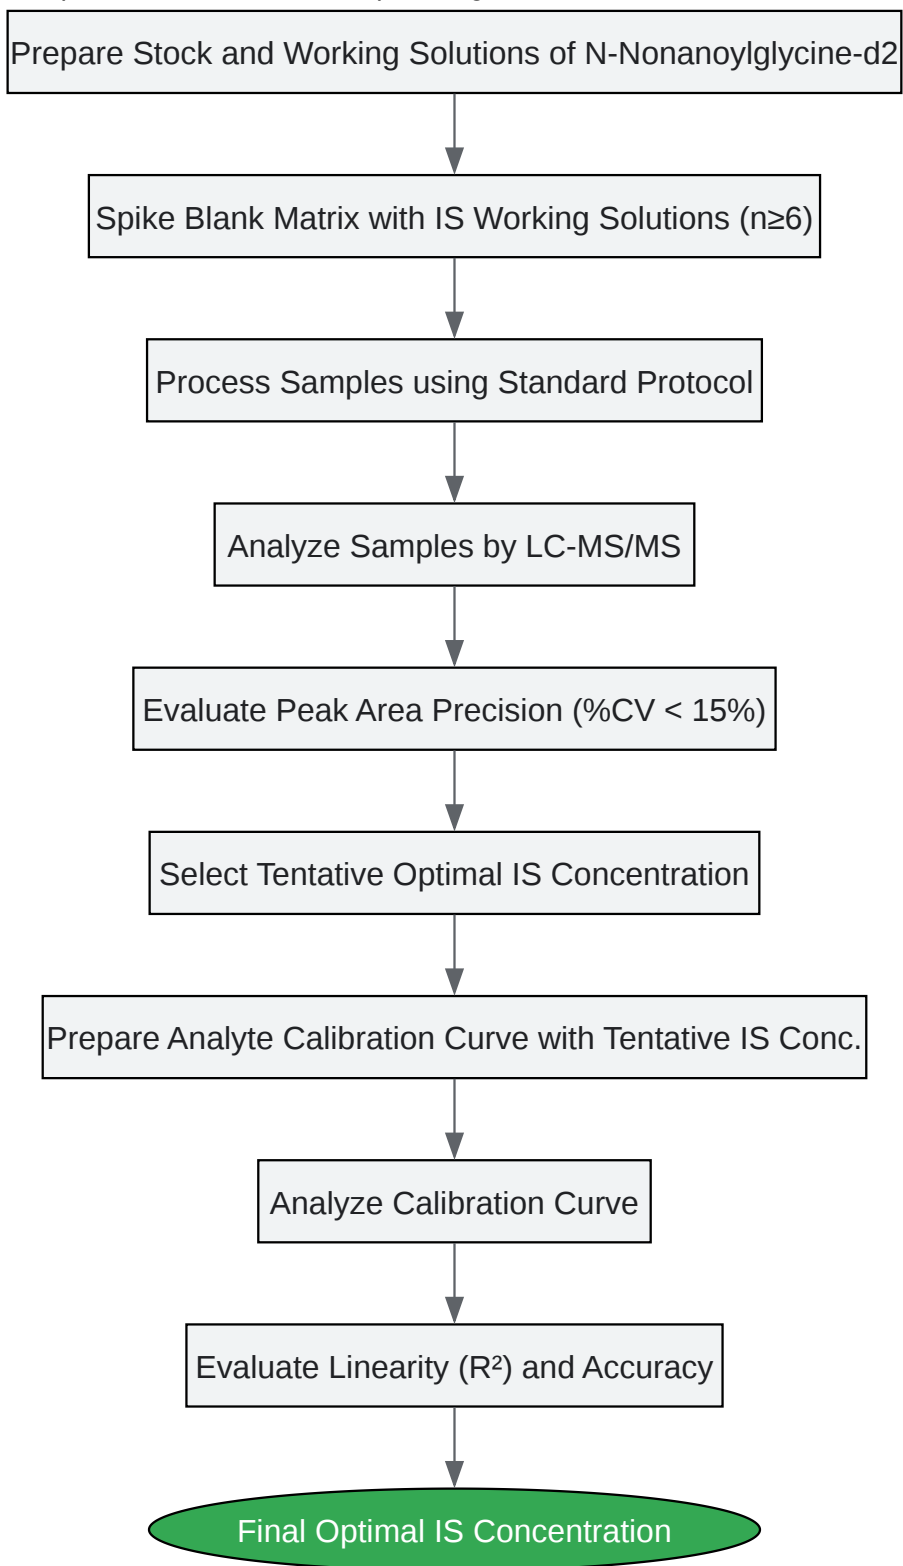 Prepare Stock and Working Solutions of N-Nonanoylglycine-d2
Spike Blank Matrix with IS Working Solutions (n≥6)
Process Samples using Standard Protocol
Analyze Samples by LC-MS/MS
Evaluate Peak Area Precision (%CV < 15%)
Select Tentative Optimal IS Concentration
Prepare Analyte Calibration Curve with Tentative IS Conc.
Analyze Calibration Curve
Evaluate Linearity (R²) and Accuracy
Final Optimal IS Concentration